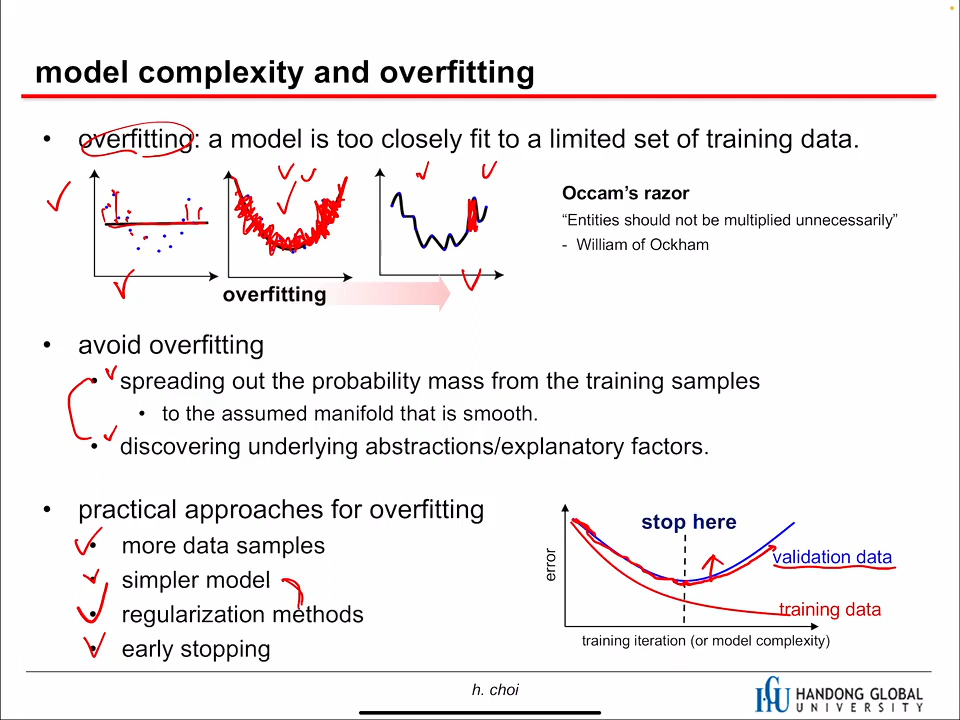 model complexity and overfitting
• overfitting: a model is too closely fit to a limited set of training data.
Occam's razor
“Entities should not be multiplied unnecessarily”
- William of Ockham
overfitting
• avoid overfitting
• spreading out the probability mass from the training samples
• to the assumed manifold that is smooth.
• discovering underlying abstractions/explanatory factors.
• practical approaches for overfitting
• more data samples
• simpler model
• regularization methods
• early stopping
stop here
error
validation data
training data
training iteration (or model complexity)
h. choi
HANDONG GLOBAL
UNIVERSITY